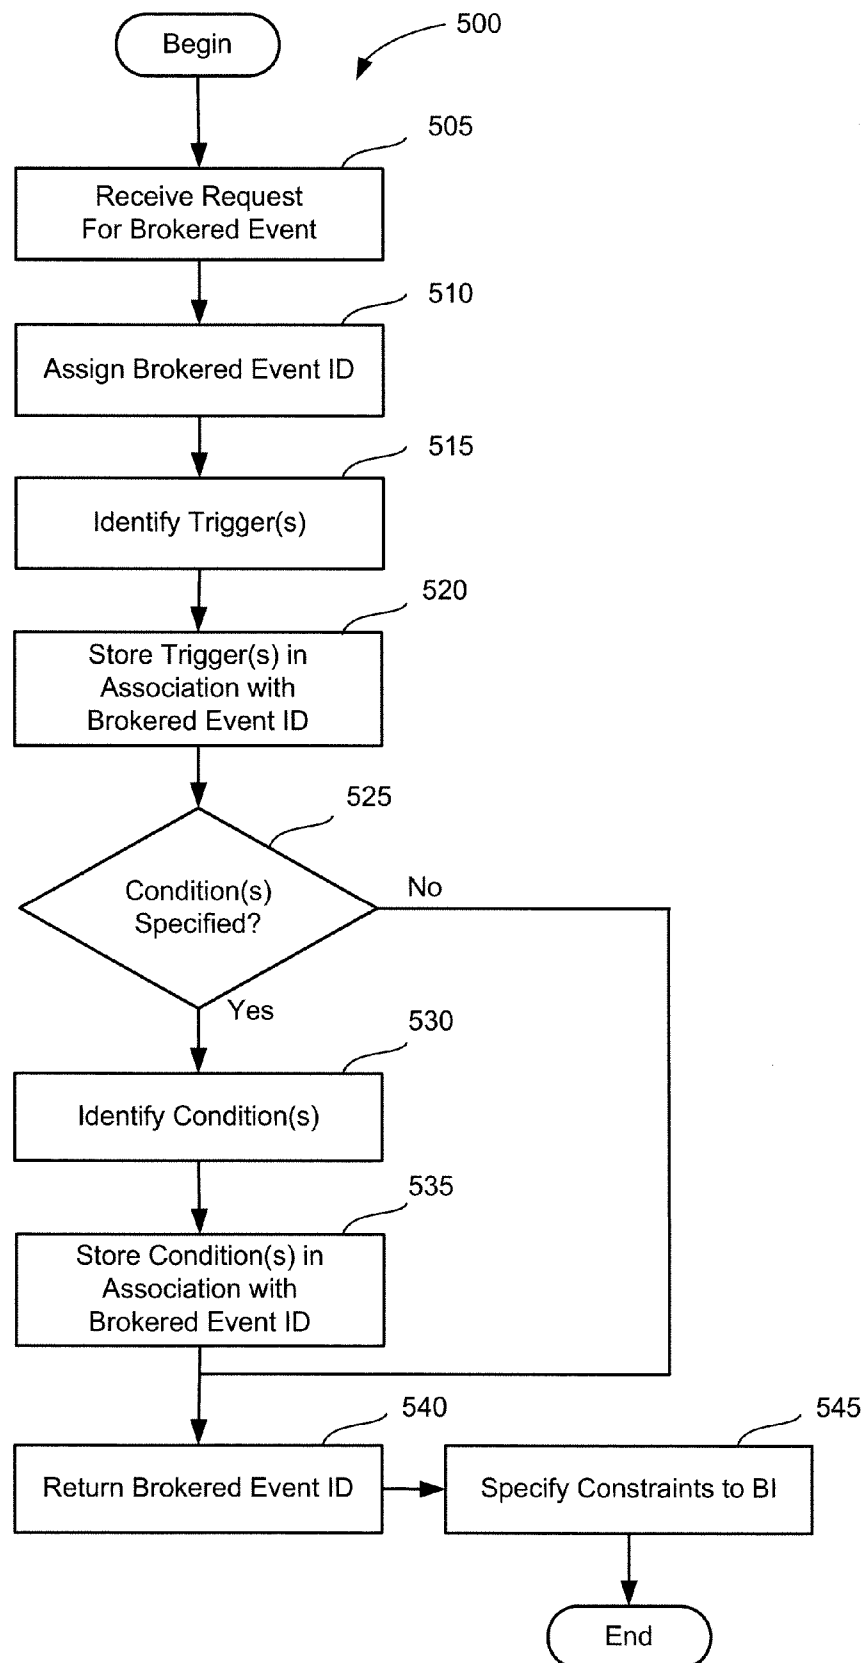 Begin
500
505
Receive Request
For Brokered Event
510
Assign Brokered Event ID
515
Identify Trigger(s)
520
Store Trigger(s) in
Association with
Brokered Event ID
525
Condition(s)
Specified?
No
Yes
530
Identify Condition(s)
535
Store Condition(s) in
Association with
Brokered Event ID
540
Return Brokered Event ID
545
Specify Constraints to BI
End